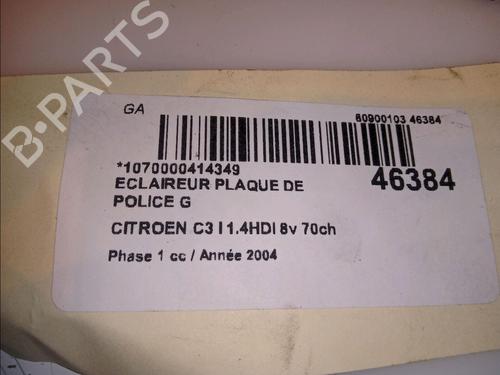 GA
80900103 46384
*1070000414349
46384
ECLAIREUR PLAQUE DE
POLICE G
CITROEN C3 I 1.4HDI 8v 70ch
Phase 1 cc / Année 2004
B-PARTS